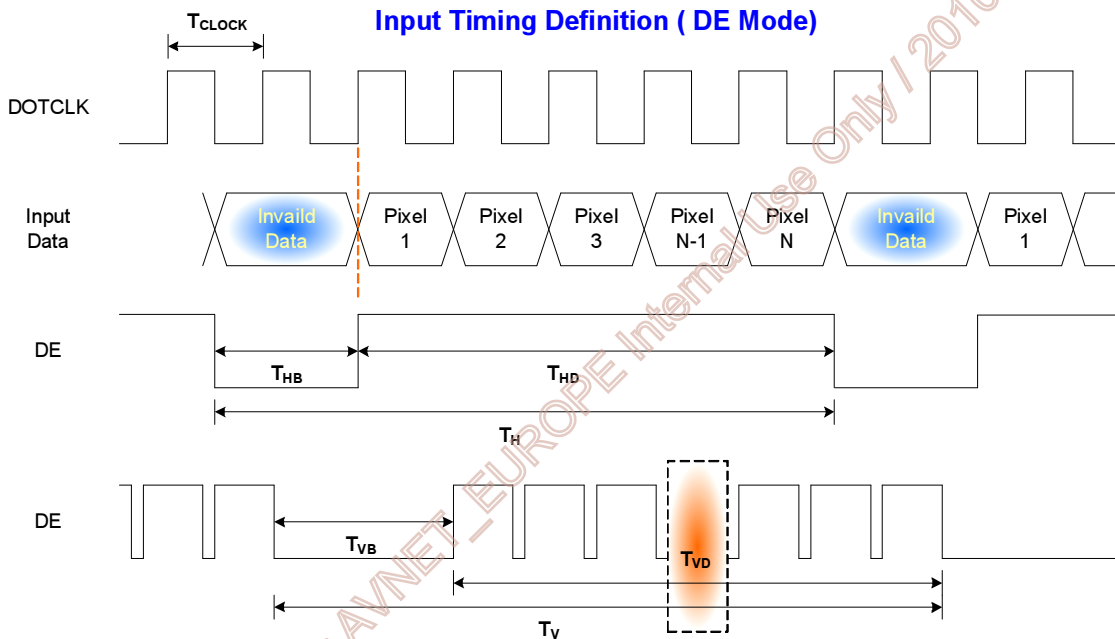 Input Timing Definition ( DE Mode)
TCLOCK
DOTCLK
Input
Data
Invaild
Data
Pixel
1
Pixel
2
Pixel
3
Pixel
N-1
Pixel
N
Invaild
Data
Pixel
1
DE
THB
THD
TH
DE
TVB
TVD
TV
AVNET_EUROPE Internal Use Only / 2010